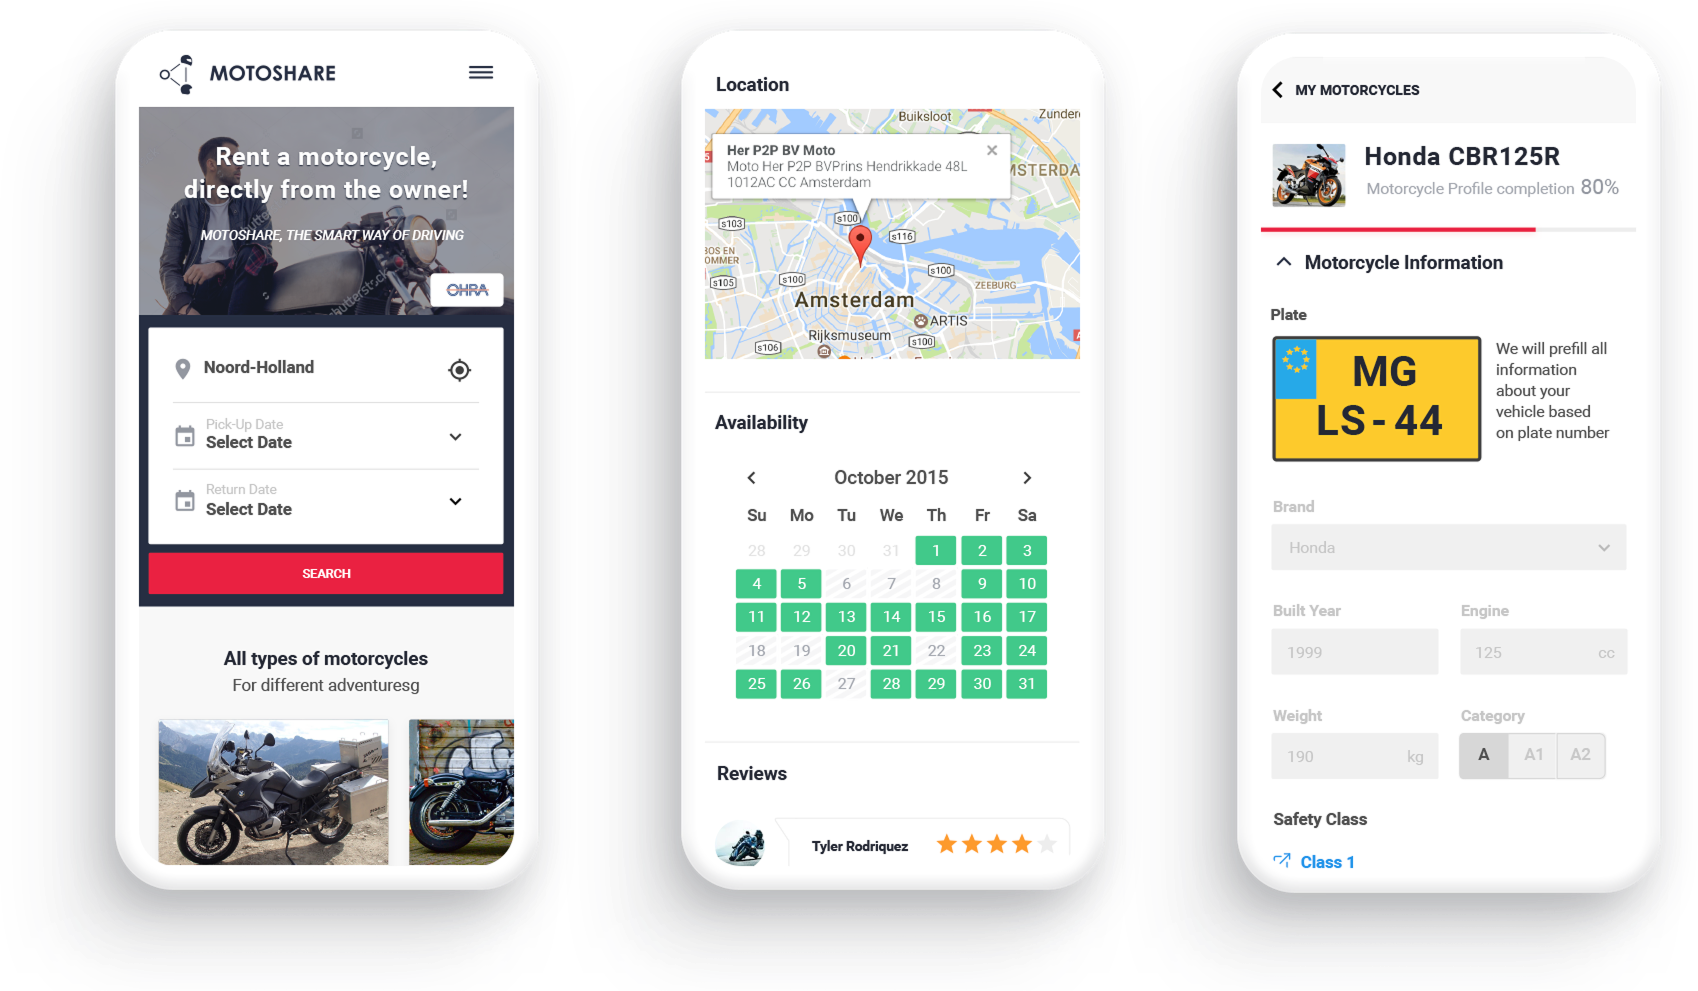 MOTOSHARE
Rent a motorcycle,
directly from the owner!
MOTOSHARE, THE SMART WAY OF DRIVING
OHRA
Noord-Holland
Pick-Up Date
Select Date
Return Date
Select Date
SEARCH
All types of motorcycles
For different adventuresg
Location
Buiksloot
Zunder
Her P2P BV Moto
Moto Her P2P BVPrins Hendrikkade 48L
1012AC CC Amsterdam
MSTERDA
s103
s100
s116
BOS EN
OMMER
s100
s100
s105
ZEEBURG
Amsterdam
ARTIS
Rijksmuseum
s100
s106
Availability
October 2015
Su Mo Tu We Th Fr Sa
28 29 30 31 1 2 3
4 5 6 7 8 9 10
11 12 13 14 15 16 17
18 19 20 21 22 23 24
25 26 27 28 29 30 31
Reviews
Tyler Rodriquez
MY MOTORCYCLES
Honda CBR125R
Motorcycle Profile completion 80%
Motorcycle Information
Plate
MG
LS-44
We will prefill all
information
about your
vehicle based
on plate number
Brand
Honda
Built Year Engine
1999 125 cc
Weight Category
190 kg A A1 A2
Safety Class
Class 1